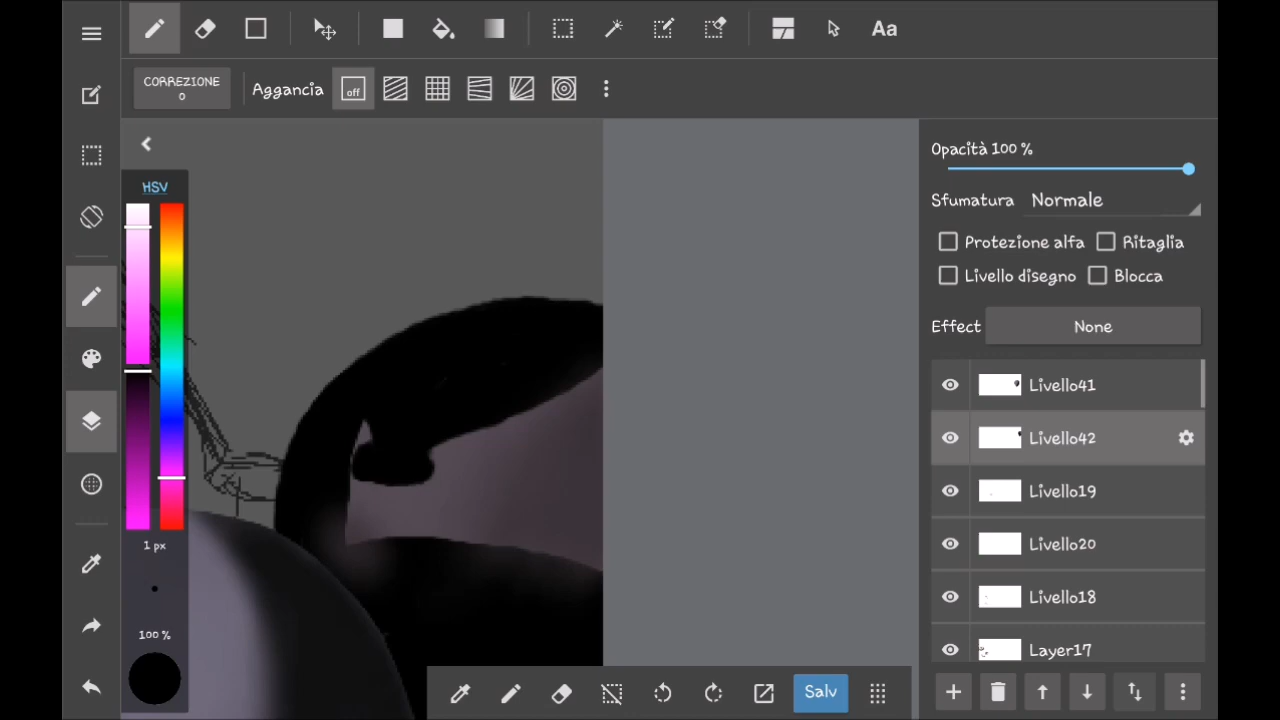 Aa
CORREZIONE
0
Aggancia
off
HSV
1 px
100 %
Opacità 100 %
Sfumatura Normale
Protezione alfa Ritaglia
Livello disegno Blocca
Effect None
Livello41
Livello42
Livello19
Livello20
Livello18
Layer17
Salv